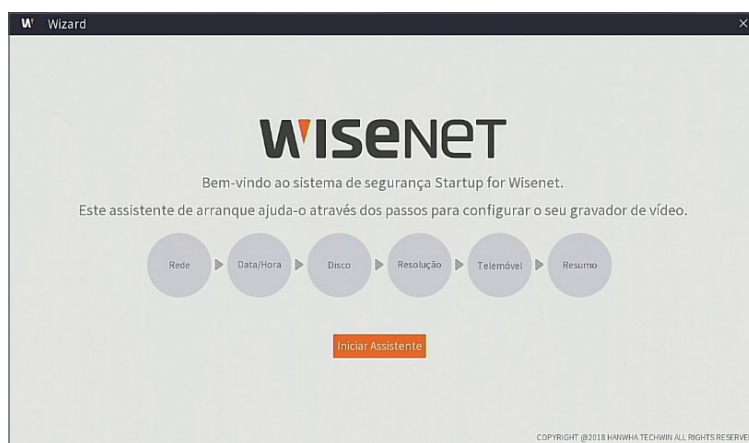 W Wizard ×
WISENET
Bem-vindo ao sistema de segurança Startup for Wisenet.
Este assistente de arranque ajuda-o através dos passos para configurar o seu gravador de vídeo.
Rede Data/Hora Disco Resolução Telemóvel Resumo
Iniciar Assistente
COPYRIGHT @2018 HANWHA TECHWIN ALL RIGHTS RESERVE